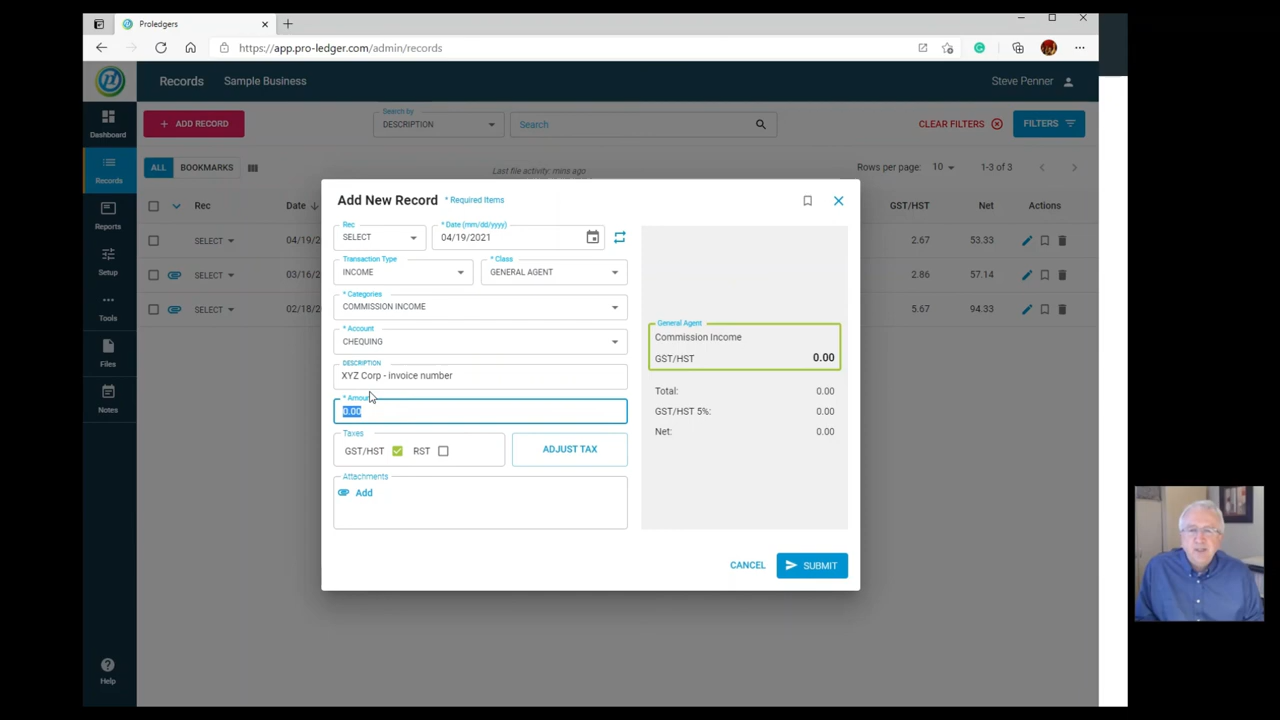 Proledgers
https://app.pro-ledger.com/admin/records
Records
Sample Business
Steve Penner
Dashboard
Records
Reports
Setup
Tools
Files
Notes
Help
+ ADD RECORD
Search by
DESCRIPTION
Search
CLEAR FILTERS
FILTERS
ALL
BOOKMARKS
Last file activity: mins ago
Rows per page: 10
1-3 of 3
Rec
Date
GST/HST
Net
Actions
SELECT
04/19/
2.67
53.33
SELECT
03/16/2
2.86
57.14
SELECT
02/18/2
5.67
94.33
Add New Record
* Required Items
Rec
SELECT
* Date (mm/dd/yyyy)
04/19/2021
Transaction Type
INCOME
* Class
GENERAL AGENT
* Categories
COMMISSION INCOME
* Account
CHEQUING
DESCRIPTION
XYZ Corp - invoice number
* Amount
0.00
Taxes
GST/HST
RST
ADJUST TAX
Attachments
Add
General Agent
Commission Income
GST/HST
0.00
Total:
0.00
GST/HST 5%:
0.00
Net:
0.00
CANCEL
SUBMIT